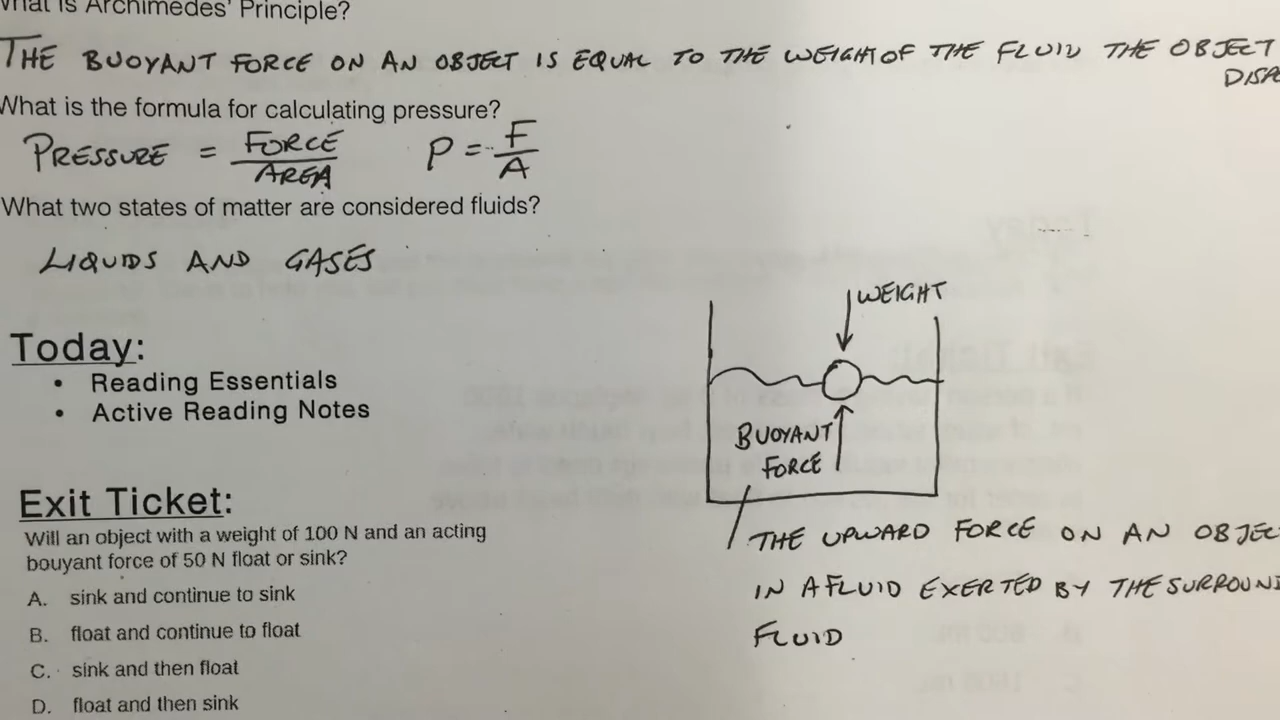 What is Archimedes' Principle?
THE BUOYANT FORCE ON AN OBJECT IS EQUAL TO THE WEIGHT OF THE FLUID THE OBJECT
What is the formula for calculating pressure?
PRESSURE = FORCE / AREA P = F / A
What two states of matter are considered fluids?
LIQUIDS AND GASES
Today:
• Reading Essentials
• Active Reading Notes
Exit Ticket:
Will an object with a weight of 100 N and an acting
bouyant force of 50 N float or sink?
A. sink and continue to sink
B. float and continue to float
C. sink and then float
D. float and then sink
WEIGHT
BUOYANT
FORCE
THE UPWARD FORCE ON AN
IN A FLUID EXERTED BY THE
FLUID